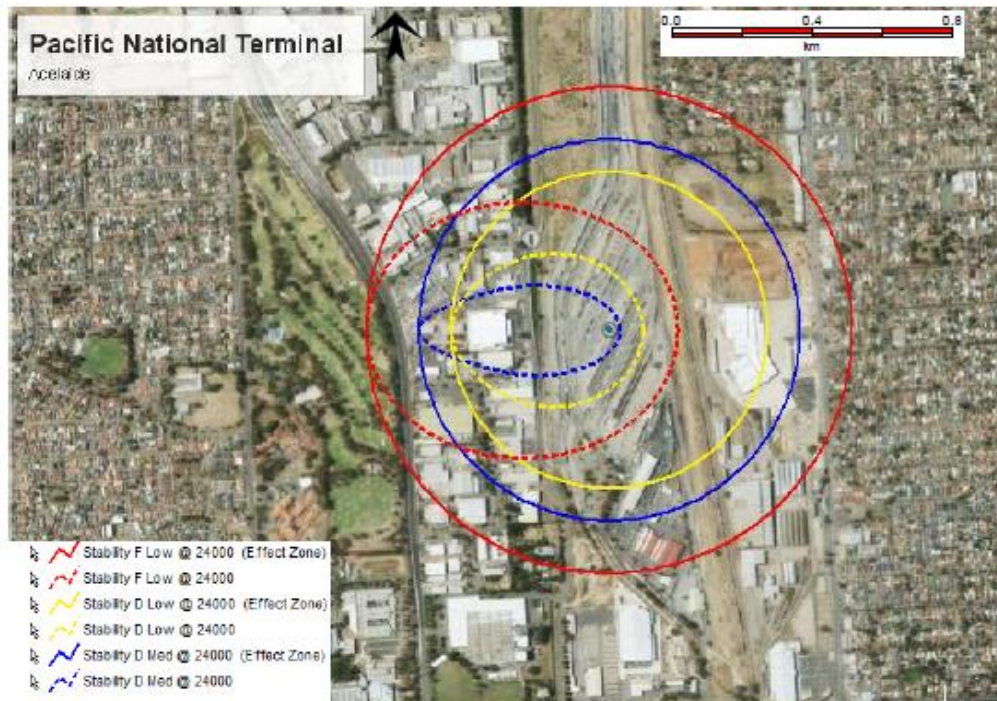 Pacific National Terminal
Acelaide
0.0 0.4 0.8
km
Stability F Low @ 24000 (Effect Zone)
Stability F Low @ 24000
Stability D Low @ 24000 (Effect Zone)
Stability D Low @ 24000
Stability D Med @ 24000 (Effect Zone)
Stability D Med @ 24000